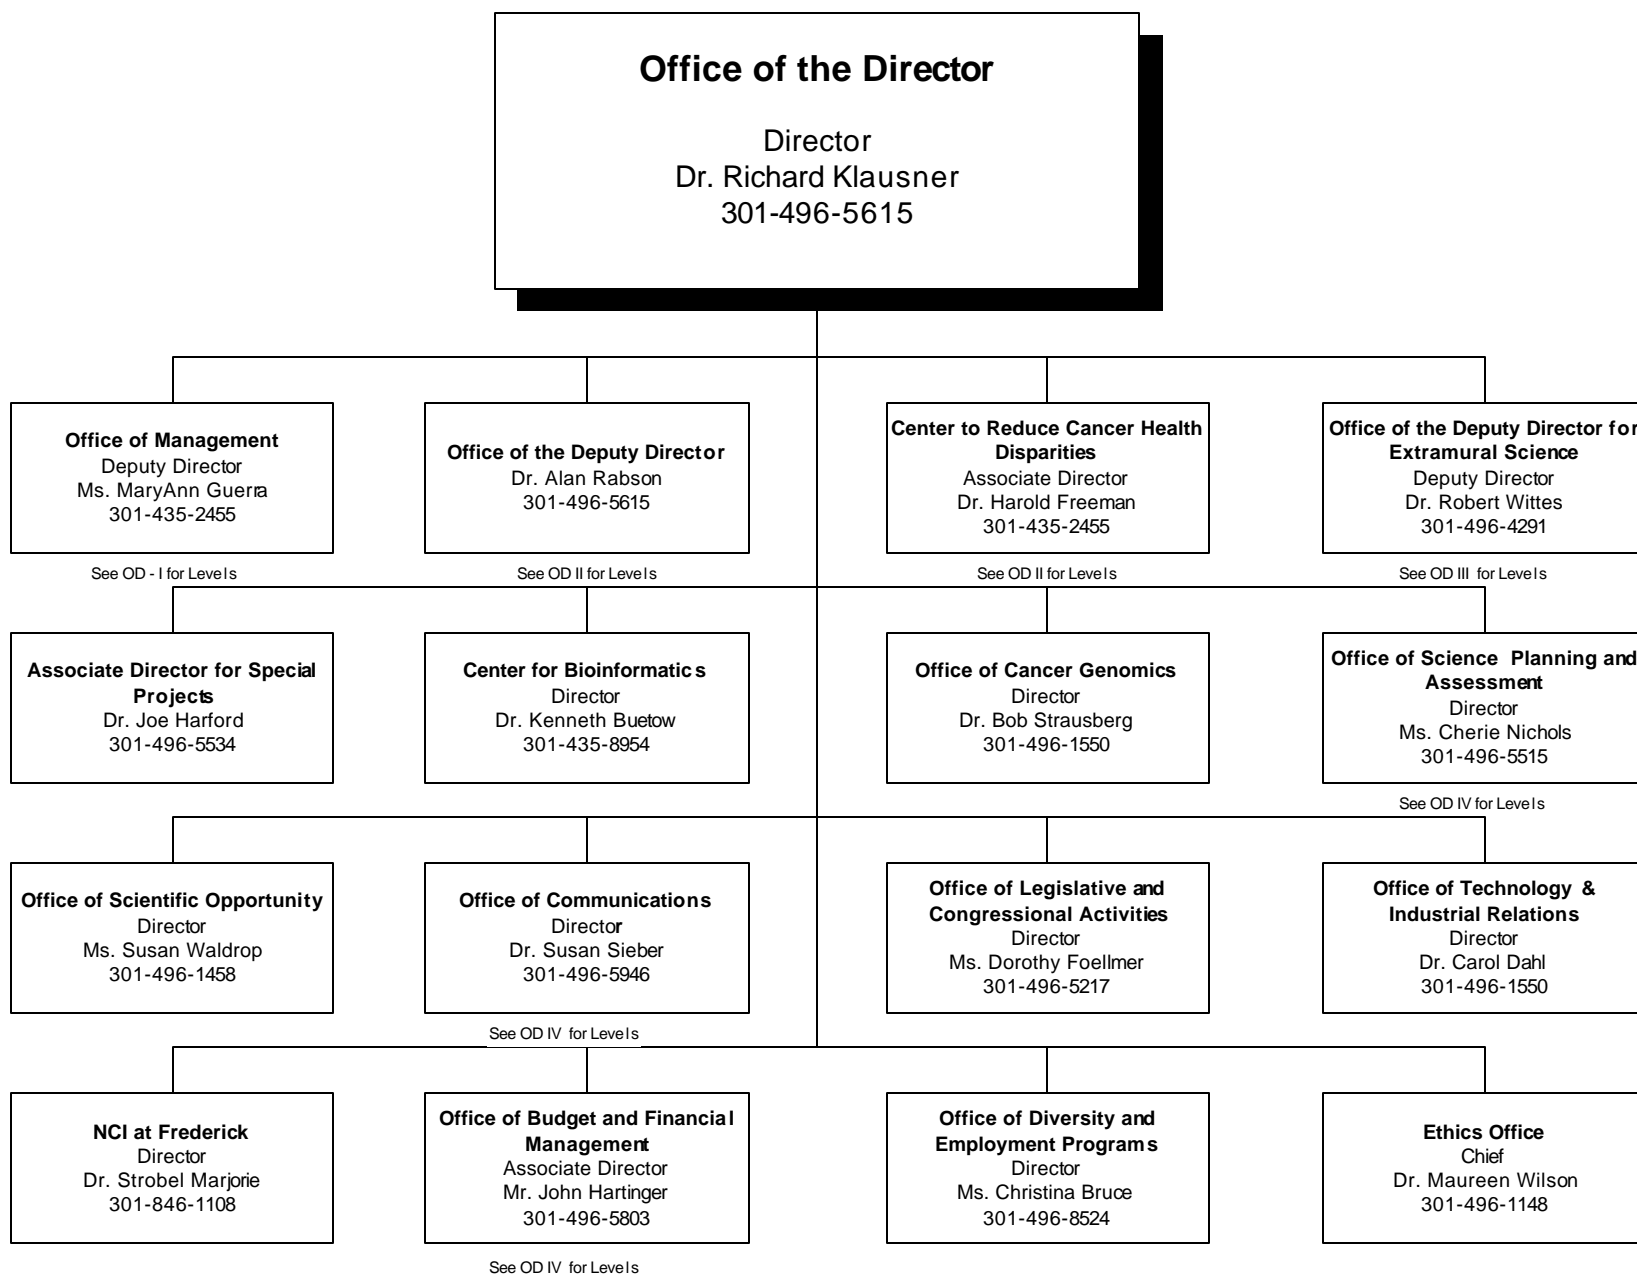 Office of the Director
Director
Dr. Richard Klausner
301-496-5615
Office of Management
Deputy Director
Ms. MaryAnn Guerra
301-435-2455
See OD - I for Levels
Office of the Deputy Director
Dr. Alan Rabson
301-496-5615
See OD II for Levels
Center to Reduce Cancer Health
Disparities
Associate Director
Dr. Harold Freeman
301-435-2455
See OD II for Levels
Office of the Deputy Director for
Extramural Science
Deputy Director
Dr. Robert Wittes
301-496-4291
See OD III for Levels
Associate Director for Special
Projects
Dr. Joe Harford
301-496-5534
Center for Bioinformatics
Director
Dr. Kenneth Buetow
301-435-8954
Office of Cancer Genomics
Director
Dr. Bob Strausberg
301-496-1550
Office of Science Planning and
Assessment
Director
Ms. Cherie Nichols
301-496-5515
See OD IV for Levels
Office of Scientific Opportunity
Director
Ms. Susan Waldrop
301-496-1458
Office of Communications
Director
Dr. Susan Sieber
301-496-5946
See OD IV for Levels
Office of Legislative and
Congressional Activities
Director
Ms. Dorothy Foellmer
301-496-5217
Office of Technology &
Industrial Relations
Director
Dr. Carol Dahl
301-496-1550
NCI at Frederick
Director
Dr. Strobel Marjorie
301-846-1108
Office of Budget and Financial
Management
Associate Director
Mr. John Hartinger
301-496-5803
See OD IV for Levels
Office of Diversity and
Employment Programs
Director
Ms. Christina Bruce
301-496-8524
Ethics Office
Chief
Dr. Maureen Wilson
301-496-1148